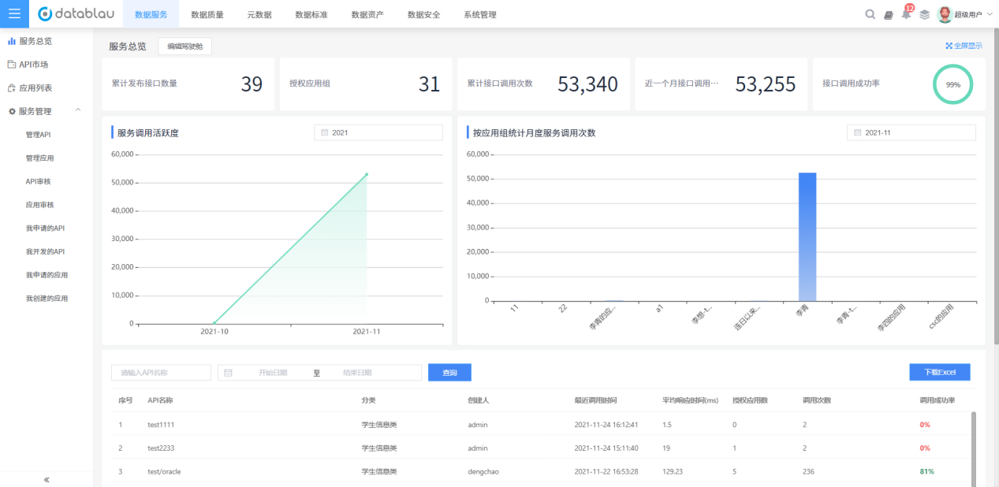 datablau 数据服务 数据质量 元数据 数据标准 数据资产 数据安全 系统管理 12 超级用户
服务总览
API市场
应用列表
服务管理
管理API
管理应用
API审核
应用审核
我申请的API
我开发的API
我申请的应用
我创建的应用
«
服务总览 编辑驾驶舱 全屏显示
累计发布接口数量 39
授权应用组 31
累计接口调用次数 53,340
近一个月接口调用… 53,255
接口调用成功率 99%
服务调用活跃度 2021
60,000
50,000
40,000
30,000
20,000
10,000
0
2021-10 2021-11
按应用组统计月度服务调用次数 2021-11
60,000
50,000
40,000
30,000
20,000
10,000
0
11 22 李青的应... a1 李想-t... 连日以来... 李青 李青-t... 李四的应用 csc的应用
请输入API名称 开始日期 至 结束日期 查询 下载Excel
序号 API名称 分类 创建人 最近调用时间 平均响应时间(ms) 授权应用数 调用次数 调用成功率
1 test1111 学生信息类 admin 2021-11-24 16:12:41 1.5 0 2 0%
2 test2233 学生信息类 admin 2021-11-24 15:11:40 19 1 2 0%
3 test/oracle 学生信息类 dengchao 2021-11-22 16:53:28 129.23 5 236 81%